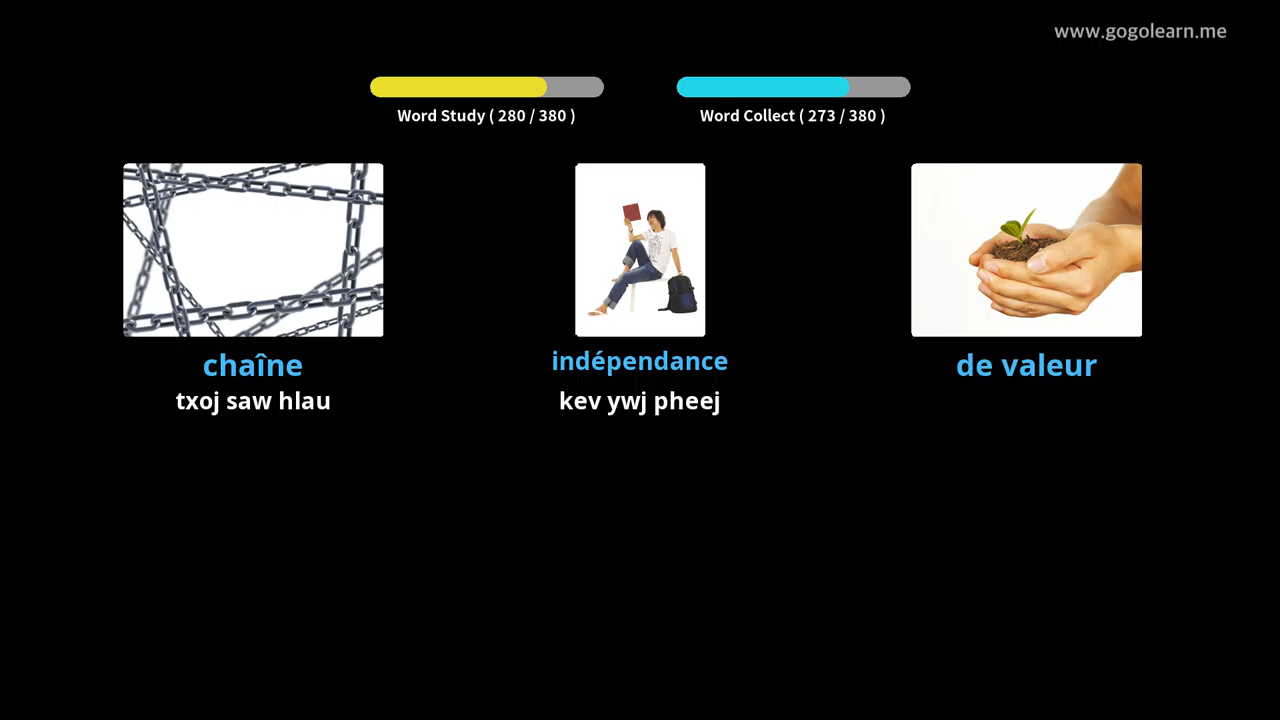 www.gogolearn.me
Word Study ( 280 / 380 )
Word Collect ( 273 / 380 )
chaîne
txoj saw hlau
indépendance
kev ywj pheej
de valeur